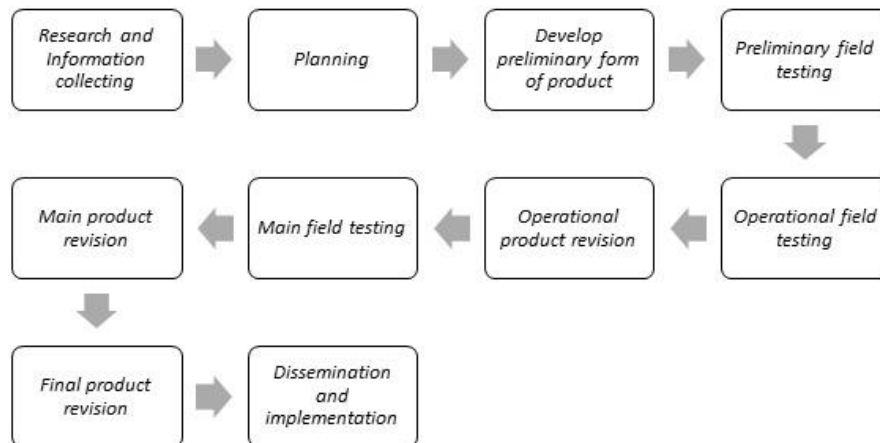 Research and
Information
collecting
Planning
Develop
preliminary form
of product
Preliminary field
testing
Operational field
testing
Operational
product revision
Main field testing
Main product
revision
Final product
revision
Dissemination
and
implementation